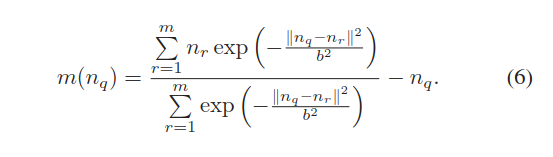 m(n_q) = \frac{\sum_{r=1}^{m} n_r \exp\left(-\frac{\|n_q - n_r\|^2}{b^2}\right)}{\sum_{r=1}^{m} \exp\left(-\frac{\|n_q - n_r\|^2}{b^2}\right)} - n_q. (6)